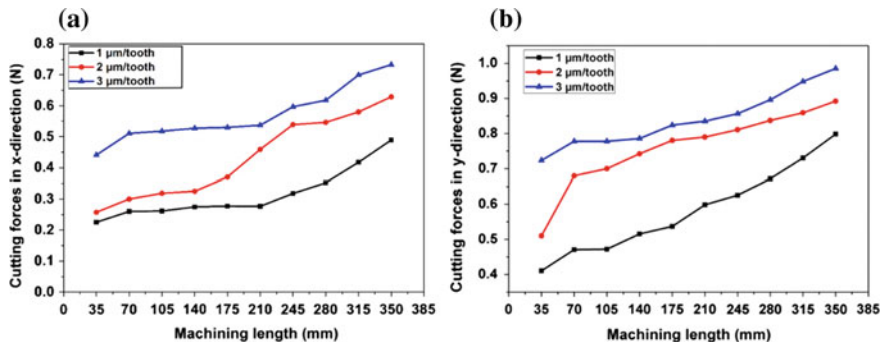 (a)
Cutting forces in x-direction (N)
0.8
0.7
0.6
0.5
0.4
0.3
0.2
0.1
0.0
1 µm/tooth
2 µm/tooth
3 µm/tooth
0 35 70 105 140 175 210 245 280 315 350 385
Machining length (mm)
(b)
Cutting forces in y-direction (N)
1.0
0.9
0.8
0.7
0.6
0.5
0.4
1 µm/tooth
2 µm/tooth
3 µm/tooth
0 35 70 105 140 175 210 245 280 315 350 385
Machining length (mm)